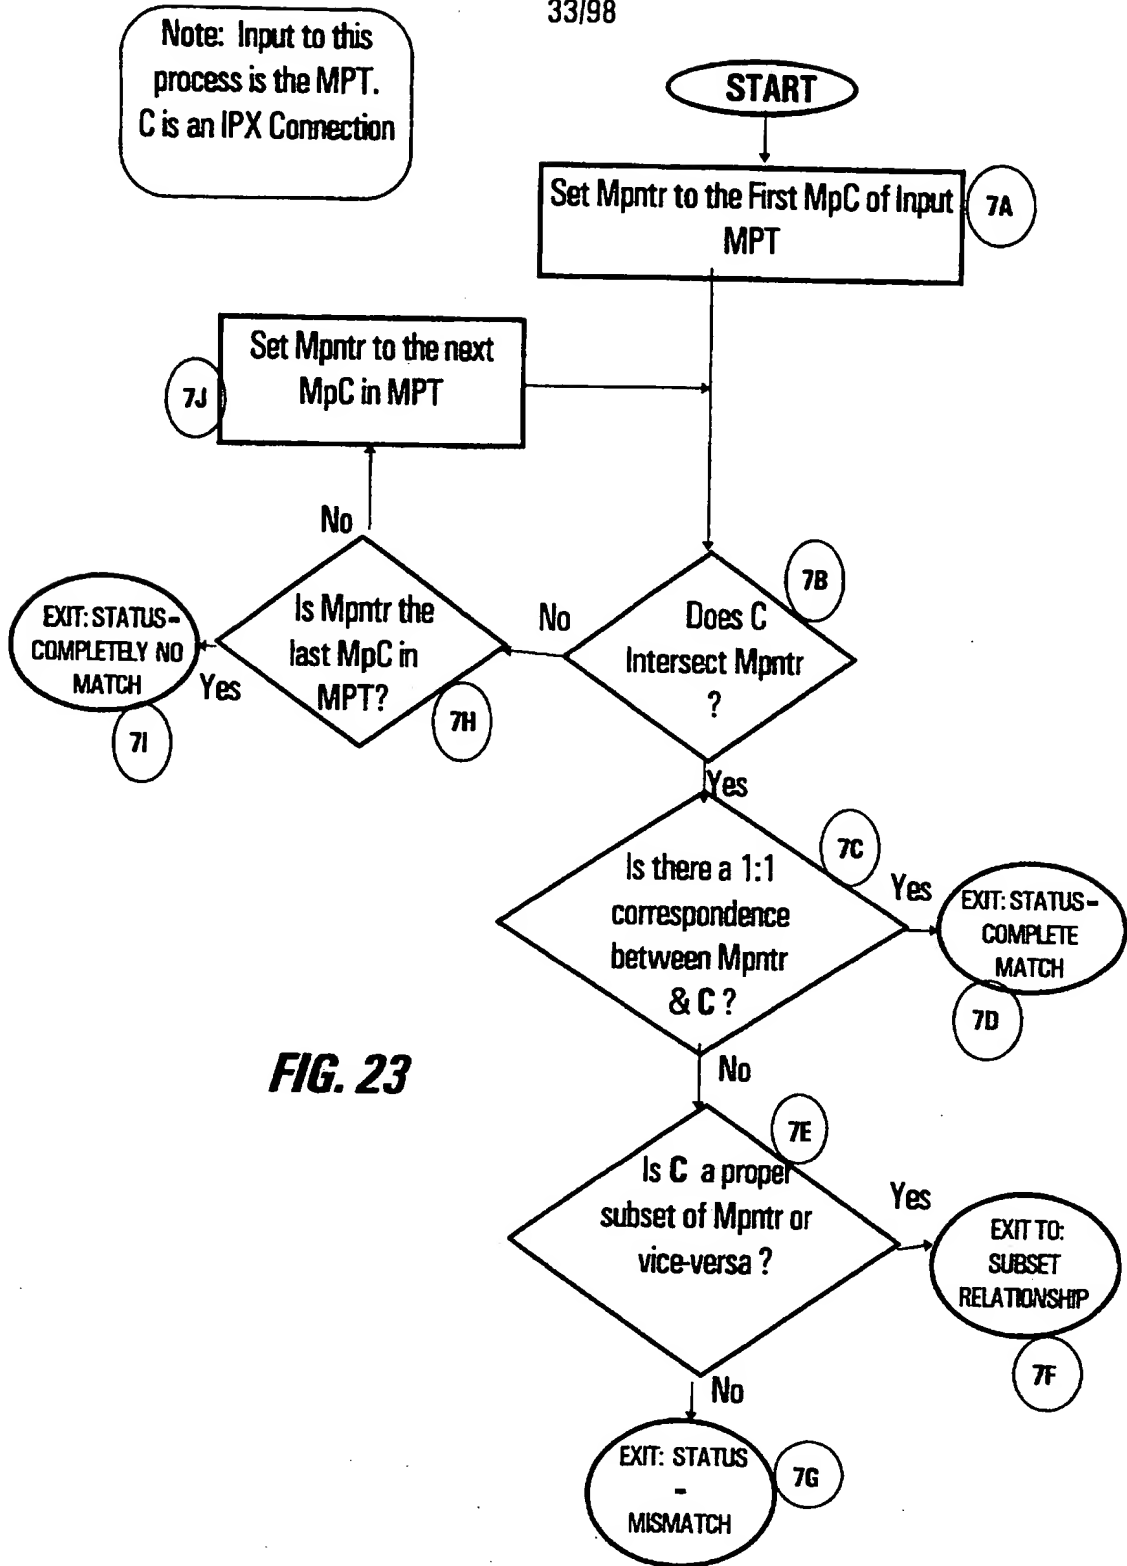 33/98
Note: Input to this
process is the MPT.
C is an IPX Connection
START
Set Mpntr to the First MpC of Input
MPT
7A
Set Mpntr to the next
MpC in MPT
7J
No
7B
Does C
Intersect Mpntr
?
No
Is Mpntr the
last MpC in
MPT?
7H
Yes
EXIT: STATUS-
COMPLETELY NO
MATCH
7I
Yes
7C
Is there a 1:1
correspondence
between Mpntr
& C ?
Yes
EXIT: STATUS-
COMPLETE
MATCH
7D
No
FIG. 23
7E
Is C a proper
subset of Mpntr or
vice-versa ?
Yes
EXIT TO:
SUBSET
RELATIONSHIP
7F
No
EXIT: STATUS
-
MISMATCH
7G